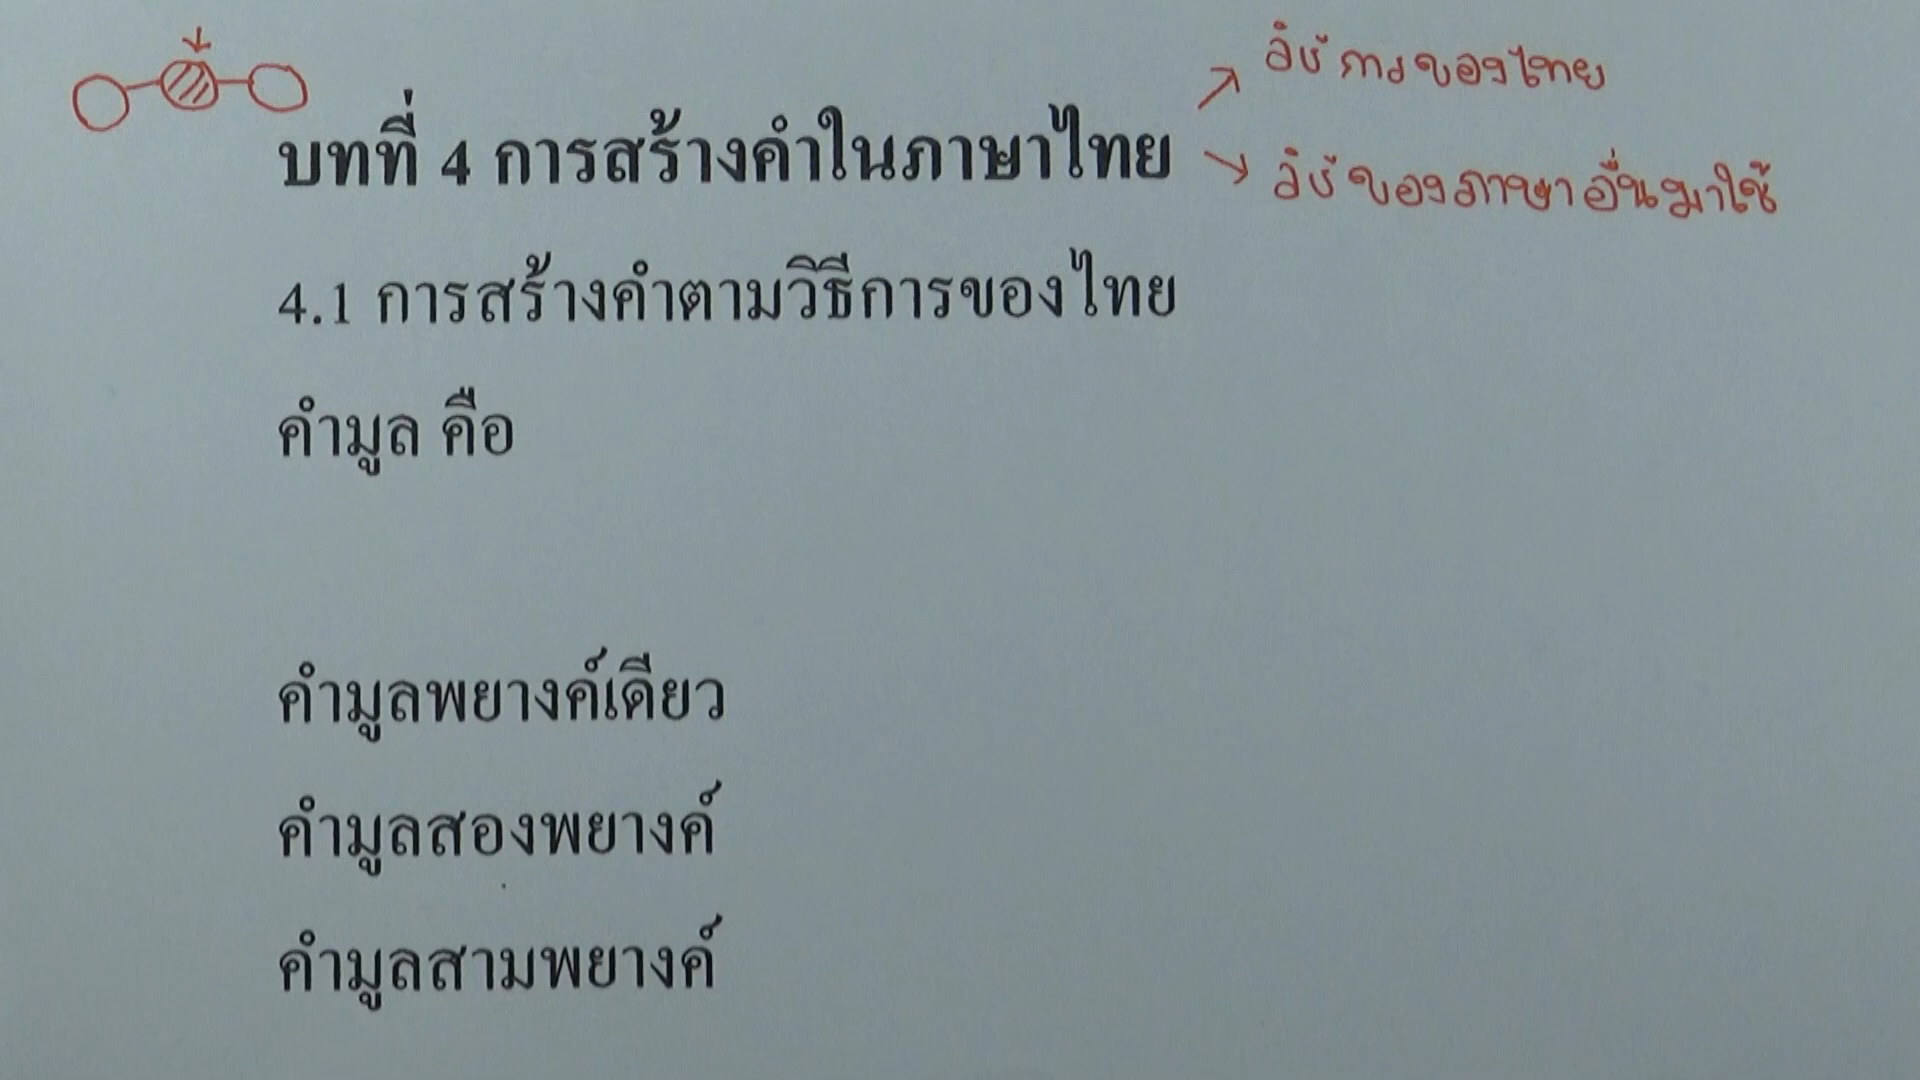 วิธีการของไทย
บทที่ 4 การสร้างคำในภาษาไทย
วิธีของภาษาอื่นมาใช้
4.1 การสร้างคำตามวิธีการของไทย
คำมูล คือ
คำมูลพยางค์เดียว
คำมูลสองพยางค์
คำมูลสามพยางค์